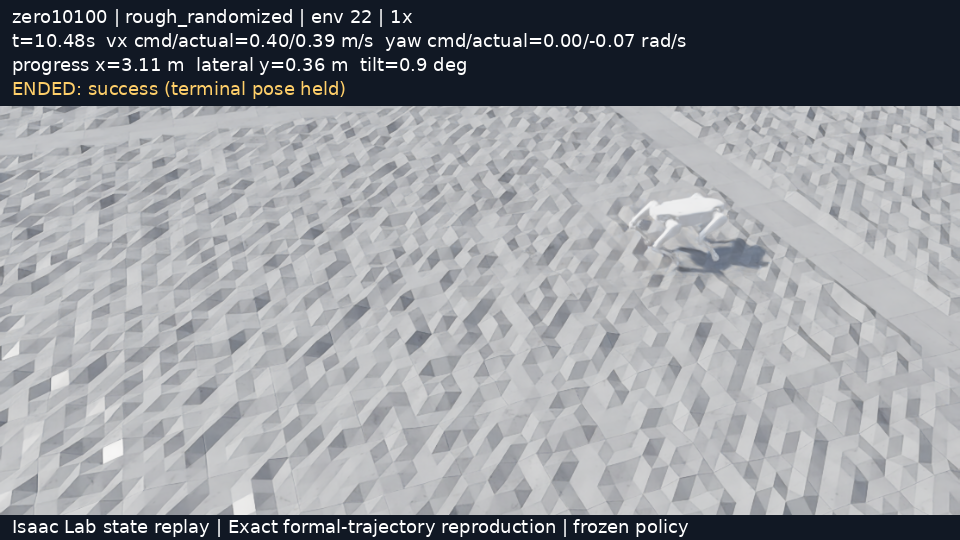 zero10100 | rough_randomized | env 22 | 1x
t=10.48s  vx cmd/actual=0.40/0.39 m/s  yaw cmd/actual=0.00/-0.07 rad/s
progress x=3.11 m  lateral y=0.36 m  tilt=0.9 deg
ENDED: success (terminal pose held)
Isaac Lab state replay | Exact formal-trajectory reproduction | frozen policy